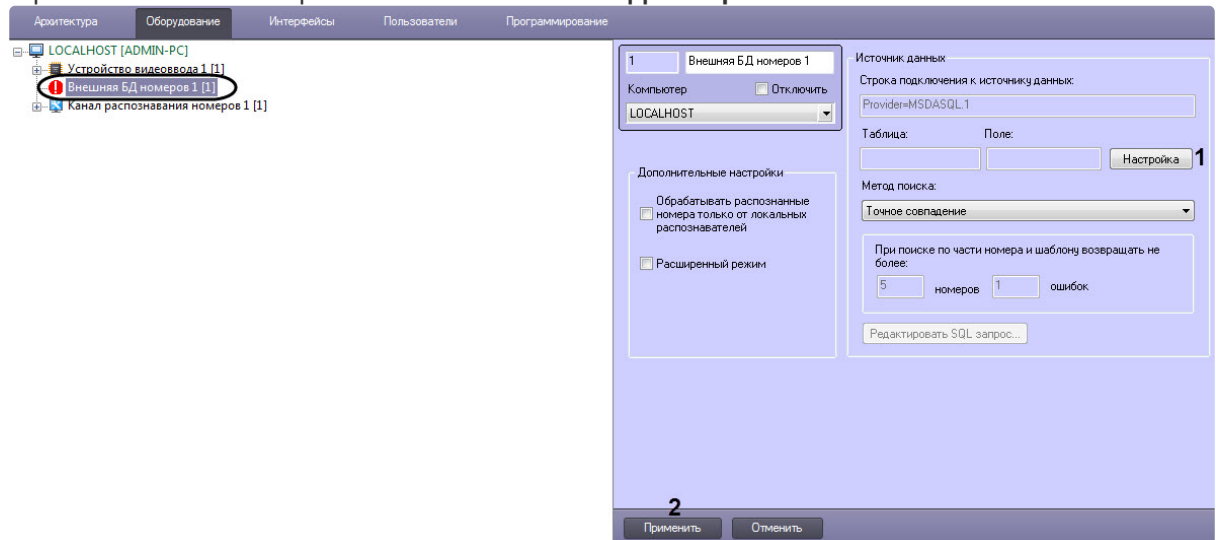 Архитектура Оборудование Интерфейсы Пользователи Программирование
LOCALHOST [ADMIN-PC]
Устройство видеоввода 1 [1]
Внешняя БД номеров 1 [1]
Канал распознавания номеров 1 [1]
1 Внешняя БД номеров 1
Компьютер Отключить
LOCALHOST
Дополнительные настройки
Обрабатывать распознанные
номера только от локальных
распознавателей
Расширенный режим
Источник данных
Строка подключения к источнику данных:
Provider=MSDASQL.1
Таблица: Поле:
Настройка 1
Метод поиска:
Точное совпадение
При поиске по части номера и шаблону возвращать не
более:
5 номеров 1 ошибок
Редактировать SQL запрос...
2
Применить Отменить